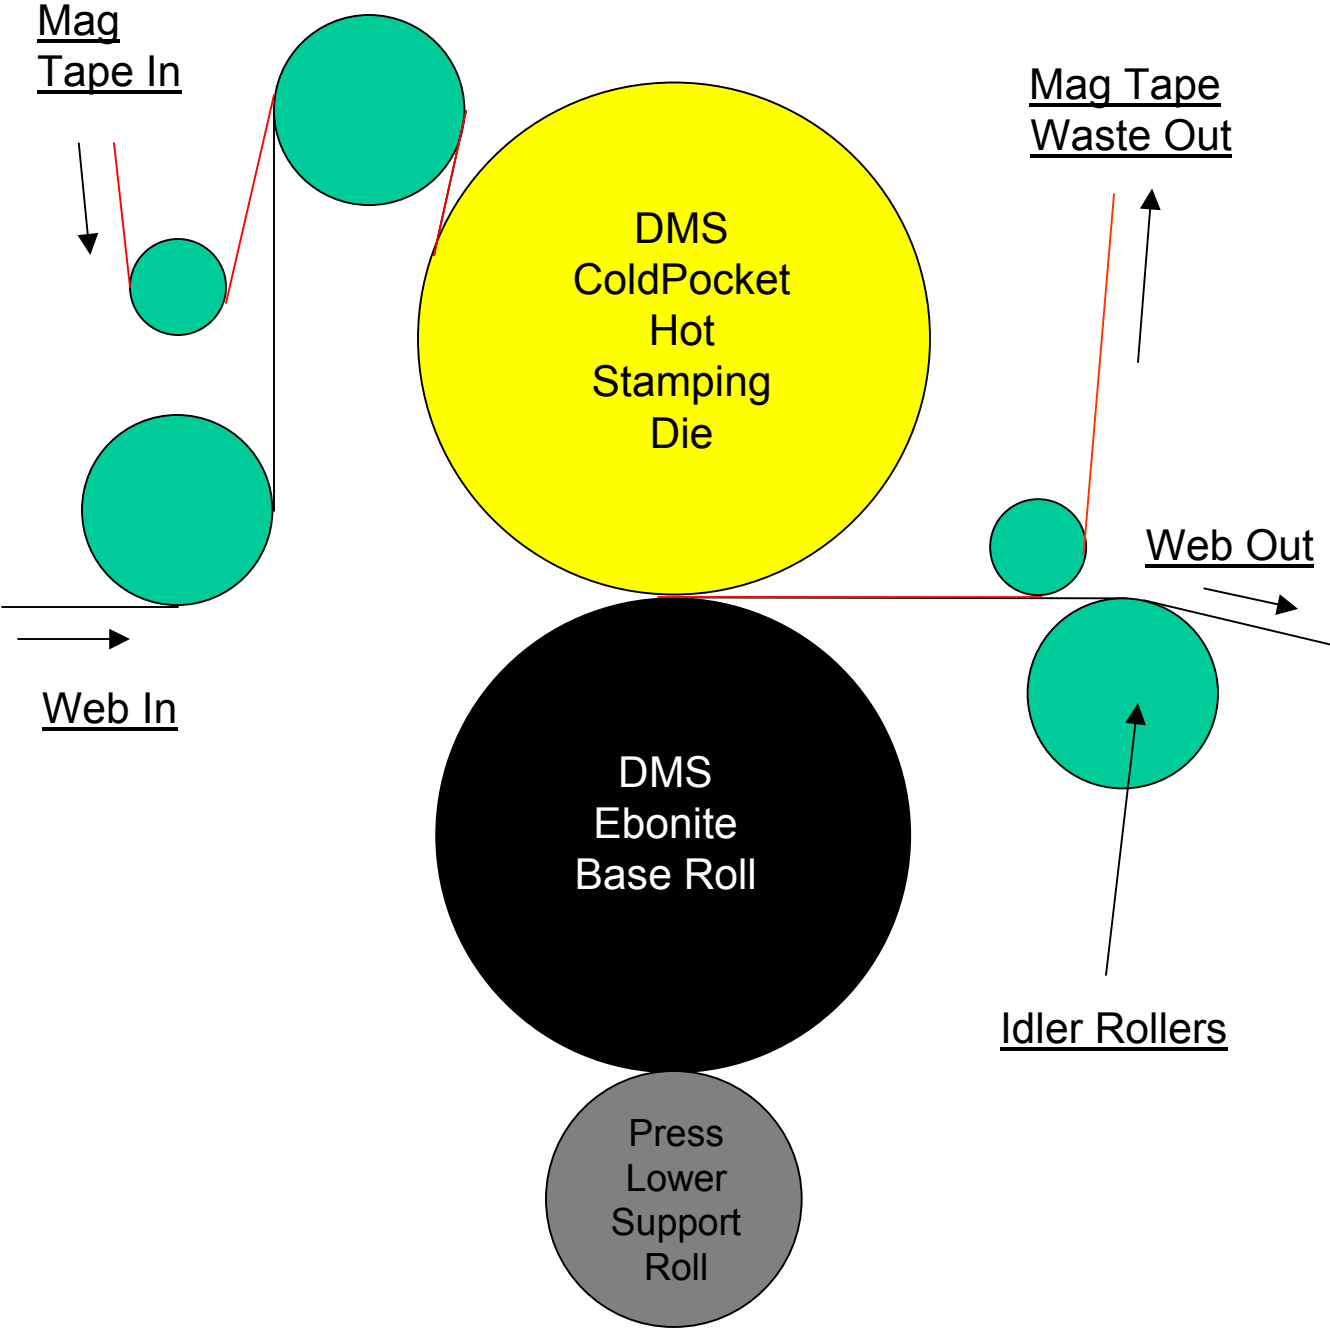 Mag
Tape In
Mag Tape
Waste Out
DMS
ColdPocket
Hot
Stamping
Die
Web Out
Web In
DMS
Ebonite
Base Roll
Idler Rollers
Press
Lower
Support
Roll